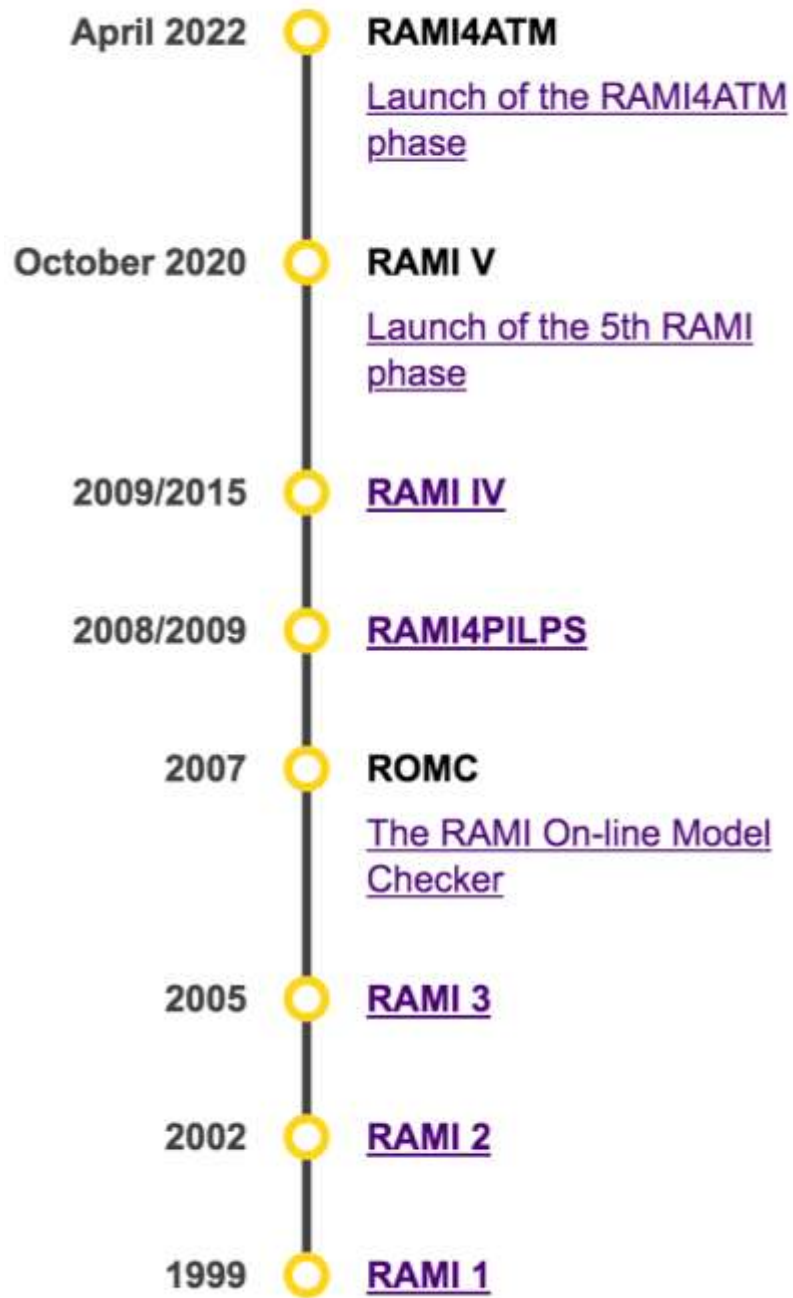 April 2022 RAMI4ATM
Launch of the RAMI4ATM
phase
October 2020 RAMI V
Launch of the 5th RAMI
phase
2009/2015 RAMI IV
2008/2009 RAMI4PILPS
2007 ROMC
The RAMI On-line Model
Checker
2005 RAMI 3
2002 RAMI 2
1999 RAMI 1